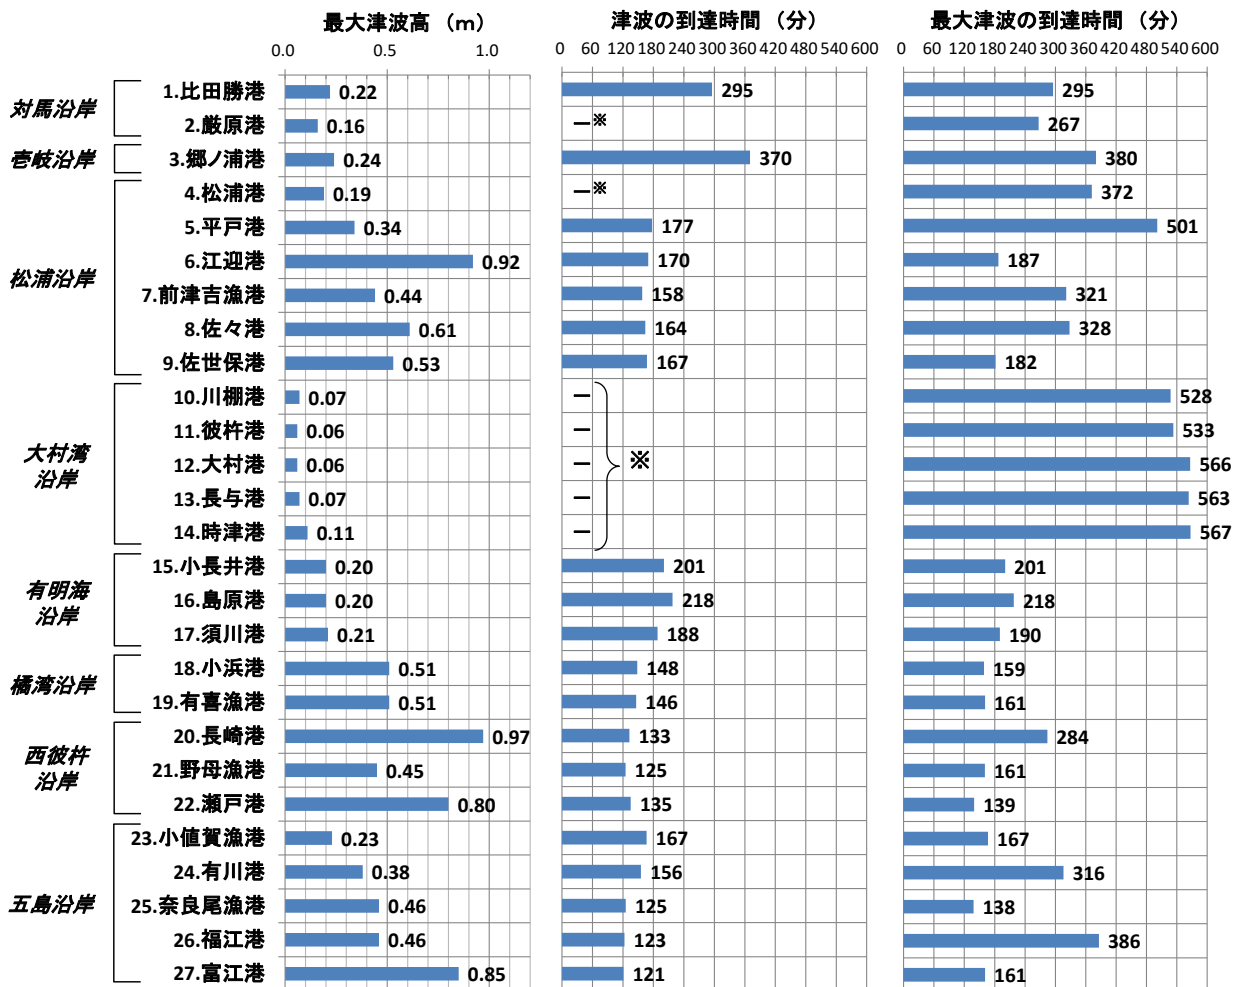 最大津波高 （m）
津波の到達時間 （分）
最大津波の到達時間 （分）
0.0 0.5 1.0
0 60 120 180 240 300 360 420 480 540 600
0 60 120 180 240 300 360 420 480 540 600
対馬沿岸
1.比田勝港 0.22 295 295
2.厳原港 0.16 －※ 267
壱岐沿岸
3.郷ノ浦港 0.24 370 380
松浦沿岸
4.松浦港 0.19 －※ 372
5.平戸港 0.34 177 501
6.江迎港 0.92 170 187
7.前津吉漁港 0.44 158 321
8.佐々港 0.61 164 328
9.佐世保港 0.53 167 182
大村湾
沿岸
10.川棚港 0.07 － 528
11.彼杵港 0.06 － 533
12.大村港 0.06 － ※ 566
13.長与港 0.07 － 563
14.時津港 0.11 － 567
有明海
沿岸
15.小長井港 0.20 201 201
16.島原港 0.20 218 218
17.須川港 0.21 188 190
橘湾沿岸
18.小浜港 0.51 148 159
19.有喜漁港 0.51 146 161
西彼杵
沿岸
20.長崎港 0.97 133 284
21.野母漁港 0.45 125 161
22.瀬戸港 0.80 135 139
五島沿岸
23.小値賀漁港 0.23 167 167
24.有川港 0.38 156 316
25.奈良尾漁港 0.46 125 138
26.福江港 0.46 123 386
27.富江港 0.85 121 161